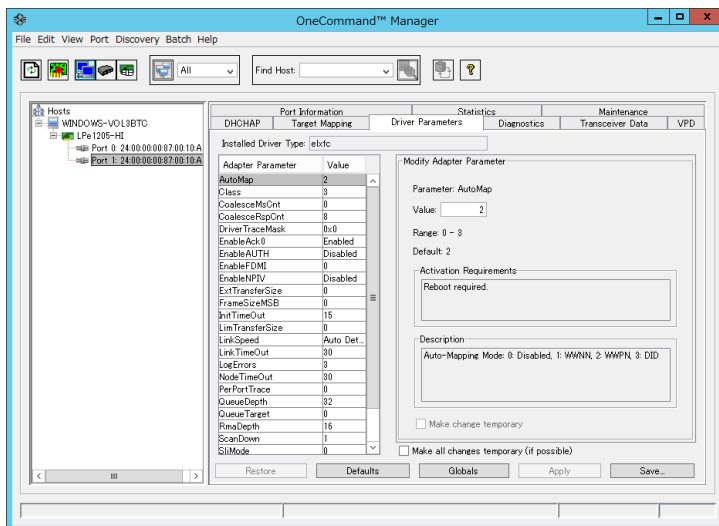 OneCommand™ Manager
File Edit View Port Discovery Batch Help
All
Find Host:
Hosts
WINDOWS-VOL3BTC
LPe1205-HI
Port 0: 24:00:00:00:87:00:10:A
Port 1: 24:00:00:00:87:00:10:A
Port Information Statistics Maintenance
DHCHAP Target Mapping Driver Parameters Diagnostics Transceiver Data VPD
Installed Driver Type: elxfc
Adapter Parameter Value
AutoMap 2
Class 3
CoalesceMsCnt 0
CoalesceRspCnt 8
DriverTraceMask 0x0
EnableAck0 Enabled
EnableAUTH Disabled
EnableFDMI 0
EnableNPIV Disabled
ExtTransferSize 0
FrameSizeMSB 0
InitTimeOut 15
LimTransferSize 0
LinkSpeed Auto Det...
LinkTimeOut 30
LogErrors 3
NodeTimeOut 30
PerPortTrace 0
QueueDepth 32
QueueTarget 0
RmaDepth 16
ScanDown 1
SliMode 0
Modify Adapter Parameter
Parameter: AutoMap
Value: 2
Range: 0 - 3
Default: 2
Activation Requirements
Reboot required.
Description
Auto-Mapping Mode: 0: Disabled, 1: WWNN, 2: WWPN, 3: DID
Make change temporary
Make all changes temporary (if possible)
Restore Defaults Globals Apply Save...